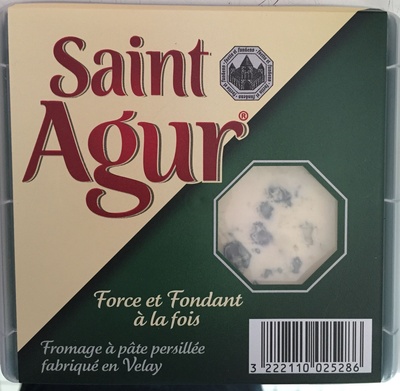 Saint
Agur®
Force et Fondant
à la fois
Fromage à pâte persillée
fabriqué en Velay
3 222110 025286